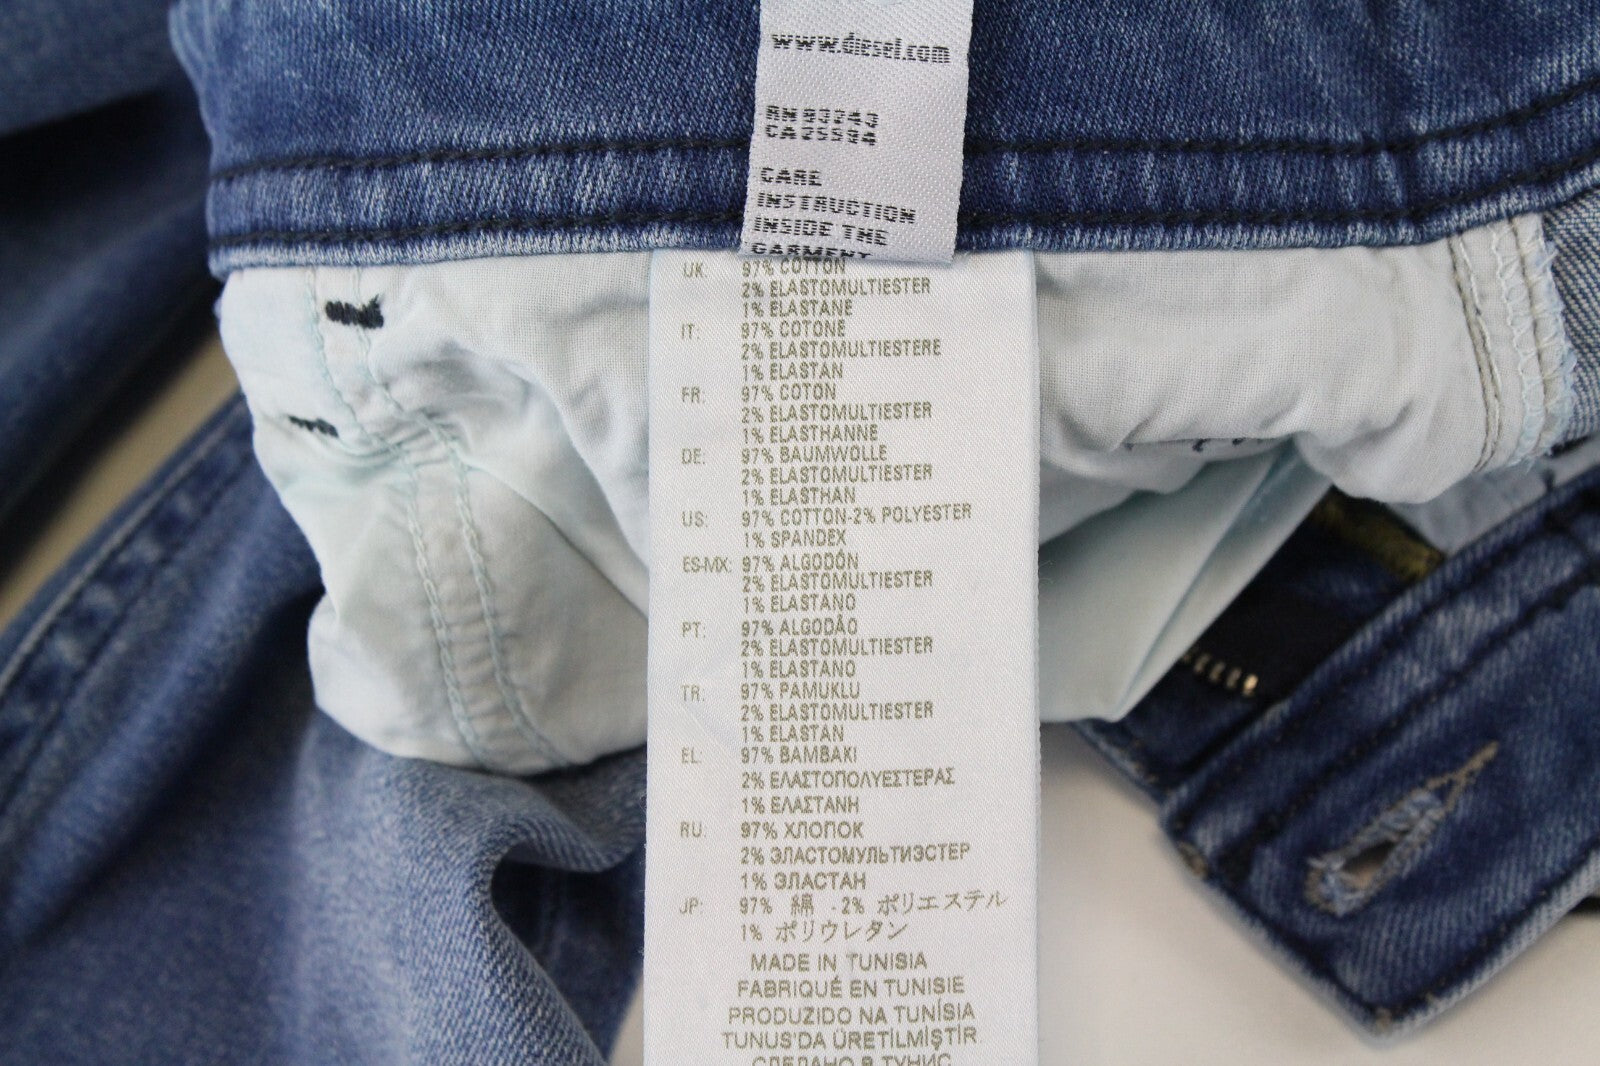 www.diesel.com
RN 93243
CA 25594
CARE
INSTRUCTION
INSIDE THE
GARMENT
UK: 97% COTTON
2% ELASTOMULTIESTER
1% ELASTANE
IT: 97% COTONE
2% ELASTOMULTIESTERE
1% ELASTAN
FR: 97% COTON
2% ELASTOMULTIESTER
1% ELASTHANNE
DE: 97% BAUMWOLLE
2% ELASTOMULTIESTER
1% ELASTHAN
US: 97% COTTON-2% POLYESTER
1% SPANDEX
ES-MX: 97% ALGODÓN
2% ELASTOMULTIESTER
1% ELASTANO
PT: 97% ALGODÃO
2% ELASTOMULTIESTER
1% ELASTANO
TR: 97% PAMUKLU
2% ELASTOMULTIESTER
1% ELASTAN
EL: 97% BAMBAKI
2% ΕΛΑΣΤΟΠΟΛΥΕΣΤΕΡΑΣ
1% ΕΛΑΣΤΑΝΗ
RU: 97% ХЛОПОК
2% ЭЛАСТОМУЛЬТИЭСТЕР
1% ЭЛАСТАН
JP: 97% 綿 -2% ポリエステル
1% ポリウレタン
MADE IN TUNISIA
FABRIQUÉ EN TUNISIE
PRODUZIDO NA TUNÍSIA
TUNUS'DA ÜRETİLMİŞTİR
СДЕЛАНО В ТУНИС